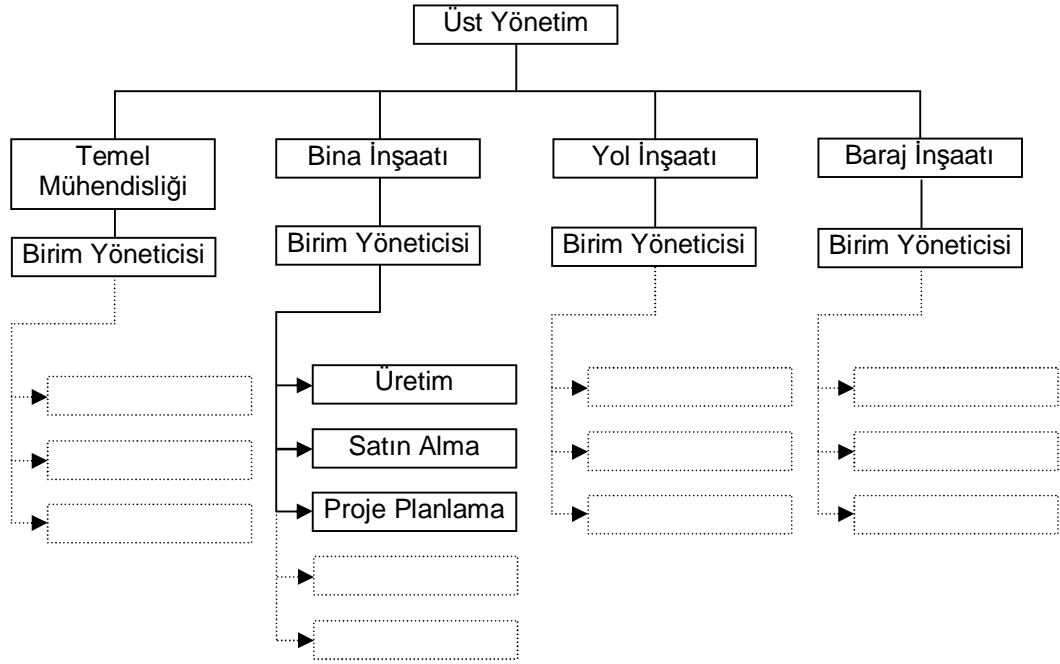 Üst Yönetim
Temel
Mühendisliği
Bina İnşaatı
Yol İnşaatı
Baraj İnşaatı
Birim Yöneticisi
Birim Yöneticisi
Birim Yöneticisi
Birim Yöneticisi
Üretim
Satın Alma
Proje Planlama